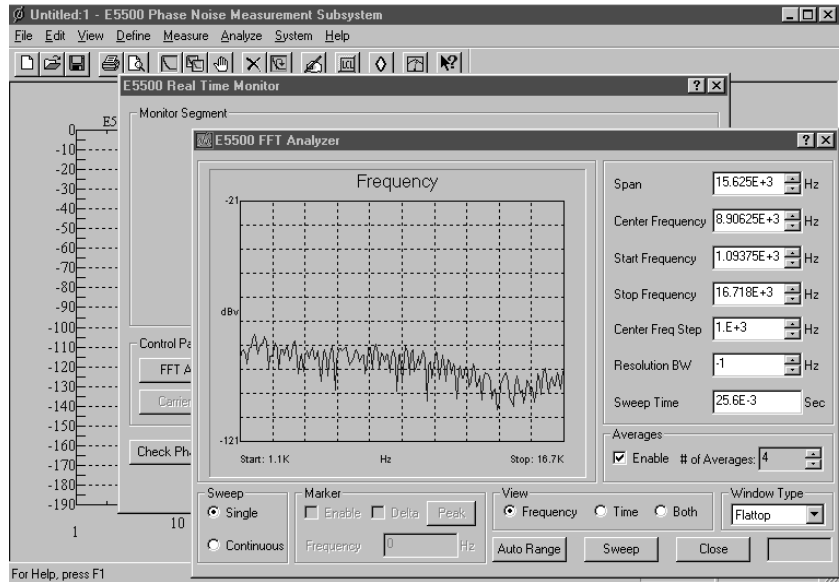 Untitled:1 - E5500 Phase Noise Measurement Subsystem
File Edit View Define Measure Analyze System Help
E5500 Real Time Monitor
Monitor Segment
E5
0
-10
-20
-30
-40
-50
-60
-70
-80
-90
-100
-110
-120
-130
-140
-150
-160
-170
-180
-190
1
10
Control Pa
FFT A
Carrier
Check Pha
E5500 FFT Analyzer
Frequency
-21
dBv
-121
Start: 1.1K
Hz
Stop: 16.7K
Span 15.625E+3 Hz
Center Frequency 8.90625E+3 Hz
Start Frequency 1.09375E+3 Hz
Stop Frequency 16.718E+3 Hz
Center Freq Step 1.E+3 Hz
Resolution BW -1 Hz
Sweep Time 25.6E-3 Sec
Averages
Enable # of Averages: 4
Sweep
Single
Continuous
Marker
Enable Delta Peak
Frequency 0 Hz
View
Frequency Time Both
Window Type
Flattop
Auto Range Sweep Close
For Help, press F1